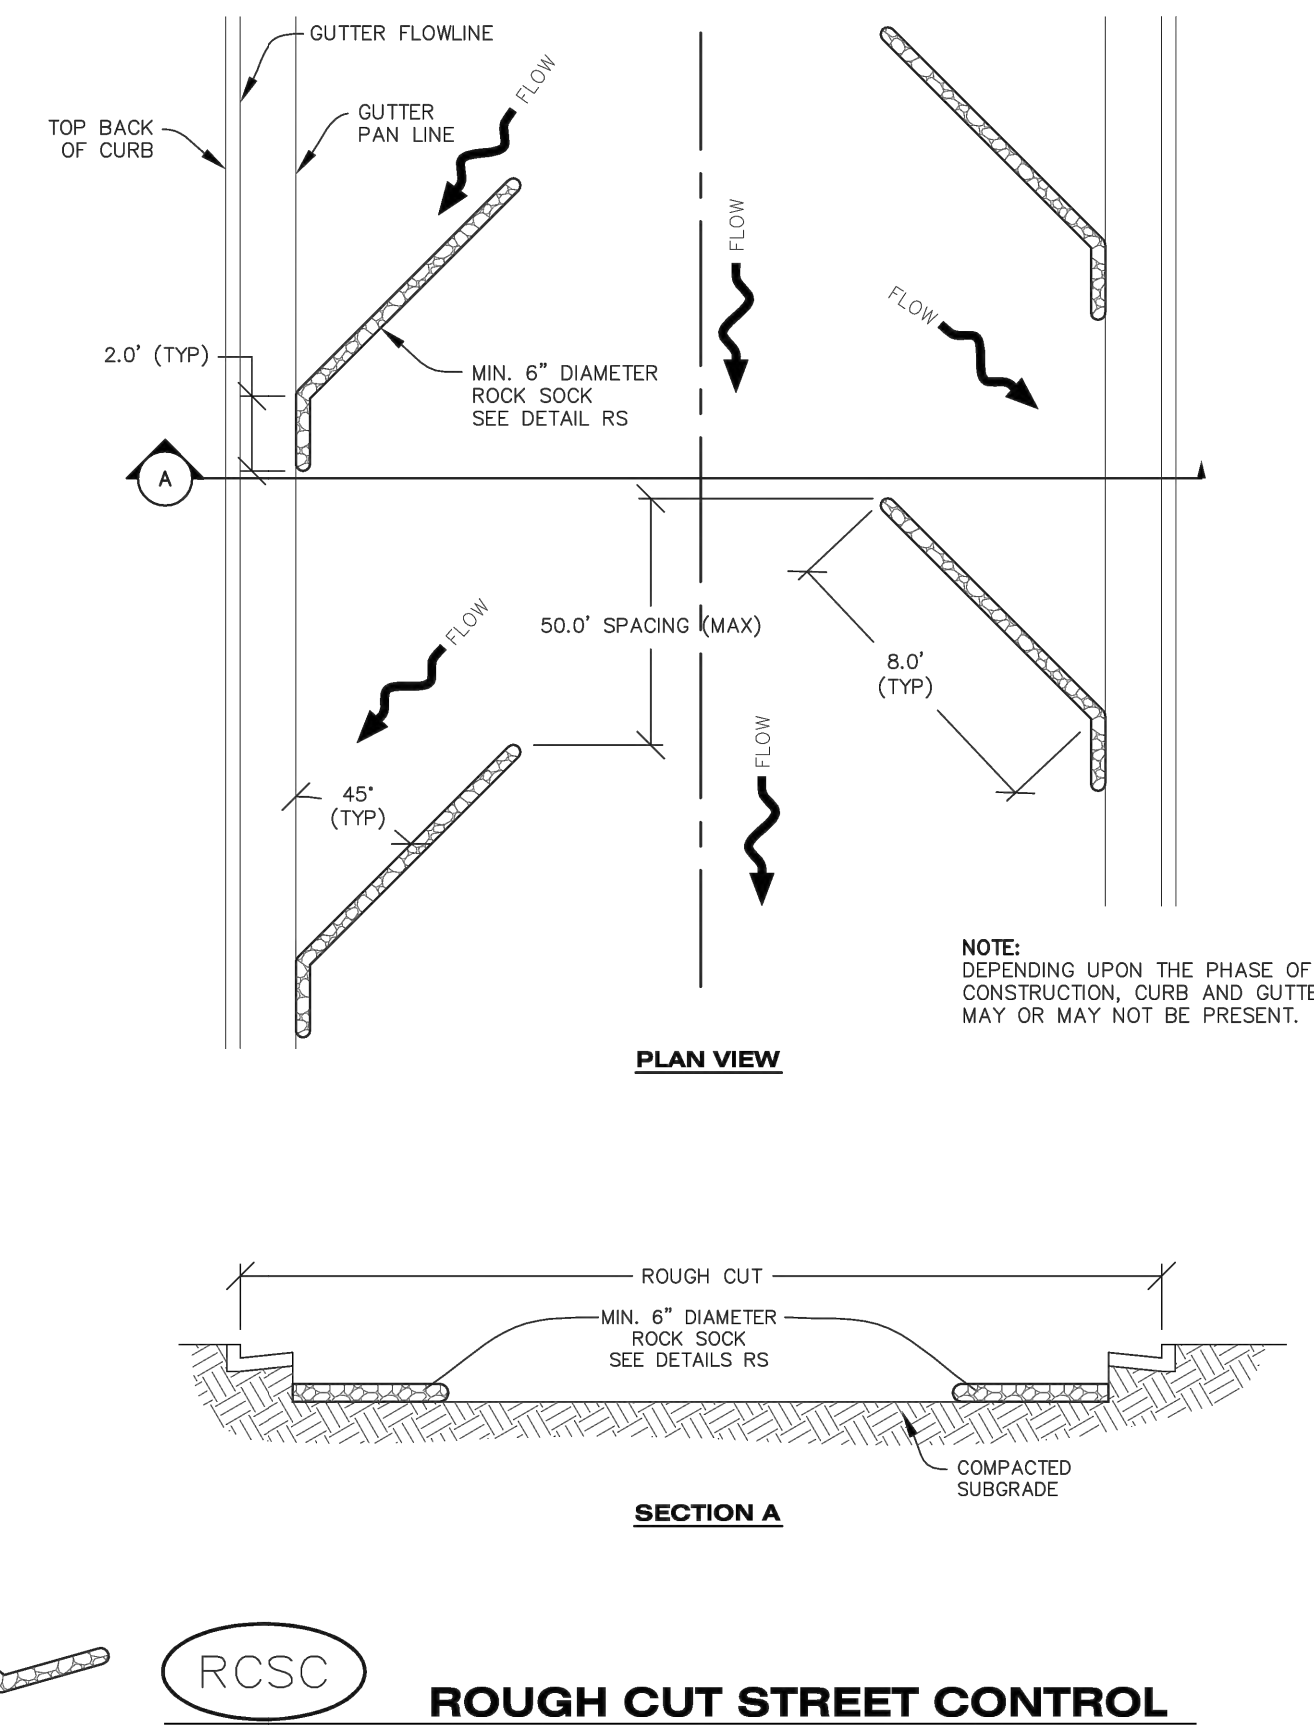 GUTTER FLOWLINE
TOP BACK
OF CURB
GUTTER
PAN LINE
FLOW
FLOW
FLOW
2.0' (TYP)
MIN. 6" DIAMETER
ROCK SOCK
SEE DETAIL RS
A
50.0' SPACING (MAX)
FLOW
8.0'
(TYP)
FLOW
45°
(TYP)
NOTE:
DEPENDING UPON THE PHASE OF
CONSTRUCTION, CURB AND GUTTE
MAY OR MAY NOT BE PRESENT.
PLAN VIEW
ROUGH CUT
MIN. 6" DIAMETER
ROCK SOCK
SEE DETAILS RS
COMPACTED
SUBGRADE
SECTION A
RCSC
ROUGH CUT STREET CONTROL